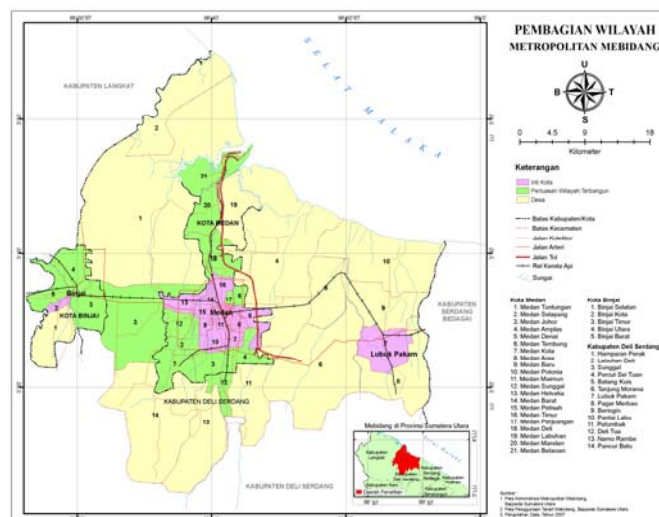 PEMBAGIAN WILAYAH
METROPOLITAN MEBIDANG
U
B
T
S
0 4.5 9 18
Kilometer
Keterangan
Inti Kota
Perluasan Wilayah Terbangun
Desa
Batas Kabupaten/Kota
Batas Kecamatan
Jalan Kolektor
Jalan Arteri
Jalan Tol
Rel Kereta Api
Sungai
Kota Medan
1. Medan Tuntungan
2. Medan Selayang
3. Medan Johor
4. Medan Amplas
5. Medan Denai
6. Medan Tembung
7. Medan Kota
8. Medan Area
9. Medan Baru
10. Medan Polonia
11. Medan Maimun
12. Medan Sunggal
13. Medan Helvetia
14. Medan Barat
15. Medan Petisah
16. Medan Timur
17. Medan Perjuangan
18. Medan Deli
19. Medan Labuhan
20. Medan Marelan
21. Medan Belawan
Kota Binjai
1. Binjai Selatan
2. Binjai Kota
3. Binjai Timur
4. Binjai Utara
5. Binjai Barat
Kabupaten Deli Serdang
1. Hamparan Perak
2. Labuhan Deli
3. Sunggal
4. Percut Sei Tuan
5. Batang Kuis
6. Tanjung Morawa
7. Lubuk Pakam
8. Pagar Merbau
9. Beringin
10. Pantai Labu
11. Patumbak
12. Deli Tua
13. Namo Rambe
14. Pancur Batu
SELAT MALAKA
KABUPATEN LANGKAT
KOTA MEDAN
Binjai
KOTA BINJAI
Medan
Lubuk Pakam
KABUPATEN
SERDANG
BEDAGAI
KABUPATEN DELI SERDANG
KABUPATEN DELI SERDANG
Mebidang di Provinsi Sumatera Utara
Daerah Penelitian